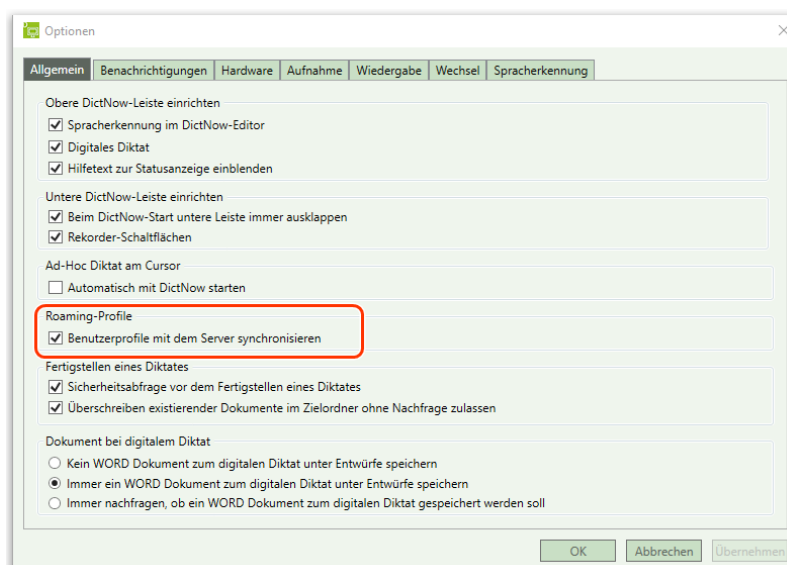 Optionen
Allgemein Benachrichtigungen Hardware Aufnahme Wiedergabe Wechsel Spracherkennung
Obere DictNow-Leiste einrichten
Spracherkennung im DictNow-Editor
Digitales Diktat
Hilfetext zur Statusanzeige einblenden
Untere DictNow-Leiste einrichten
Beim DictNow-Start untere Leiste immer ausklappen
Rekorder-Schaltflächen
Ad-Hoc Diktat am Cursor
Automatisch mit DictNow starten
Roaming-Profile
Benutzerprofile mit dem Server synchronisieren
Fertigstellen eines Diktates
Sicherheitsabfrage vor dem Fertigstellen eines Diktates
Überschreiben existierender Dokumente im Zielordner ohne Nachfrage zulassen
Dokument bei digitalem Diktat
Kein WORD Dokument zum digitalen Diktat unter Entwürfe speichern
Immer ein WORD Dokument zum digitalen Diktat unter Entwürfe speichern
Immer nachfragen, ob ein WORD Dokument zum digitalen Diktat gespeichert werden soll
OK Abbrechen Übernehmen